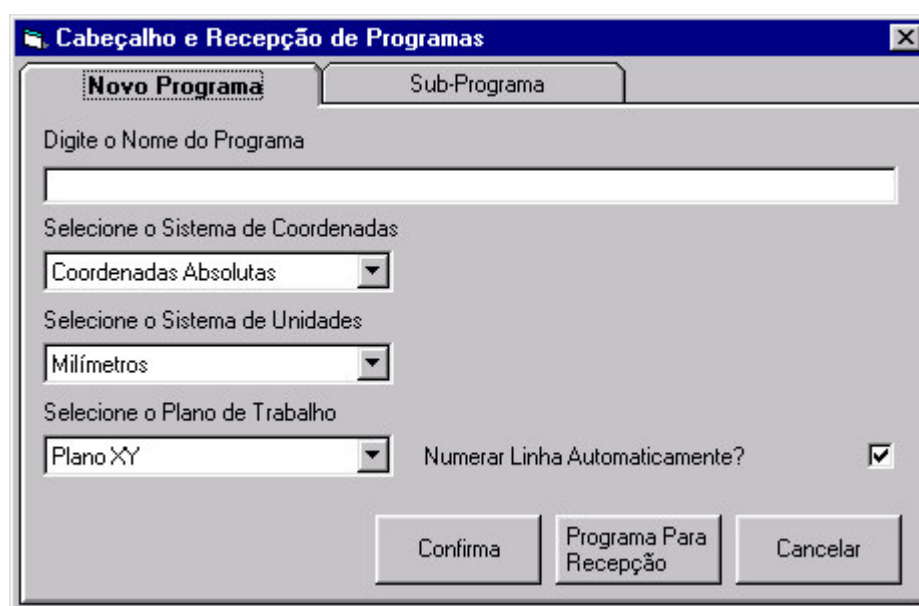 Cabeçalho e Recepção de Programas
Novo Programa
Sub-Programa
Digite o Nome do Programa
Selecione o Sistema de Coordenadas
Coordenadas Absolutas
Selecione o Sistema de Unidades
Milímetros
Selecione o Plano de Trabalho
Plano XY
Numerar Linha Automaticamente?
Confirma
Programa Para
Recepção
Cancelar